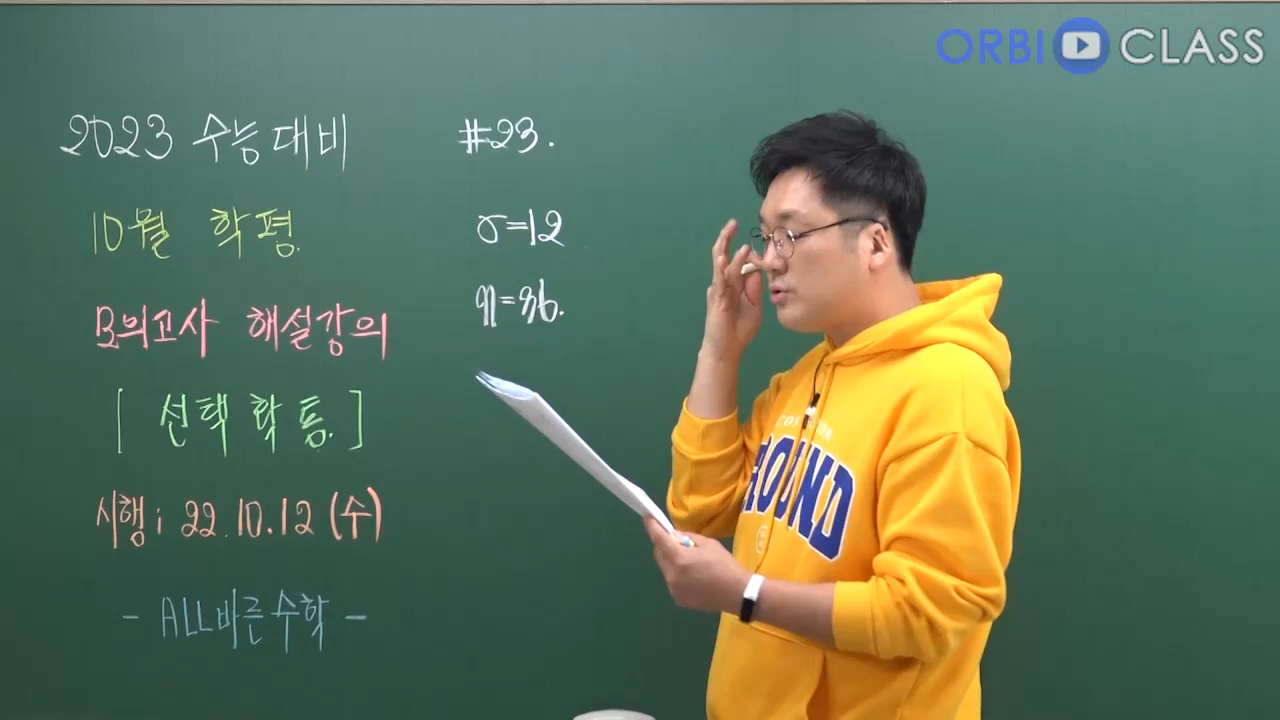 ORBI CLASS
2023 수능대비
10월 학평.
모의고사 해설강의
[ 선택 확통. ]
시행; 22.10.12 (수)
- ALL바른수학 -
#23.
σ=12
n=36.
ROUND